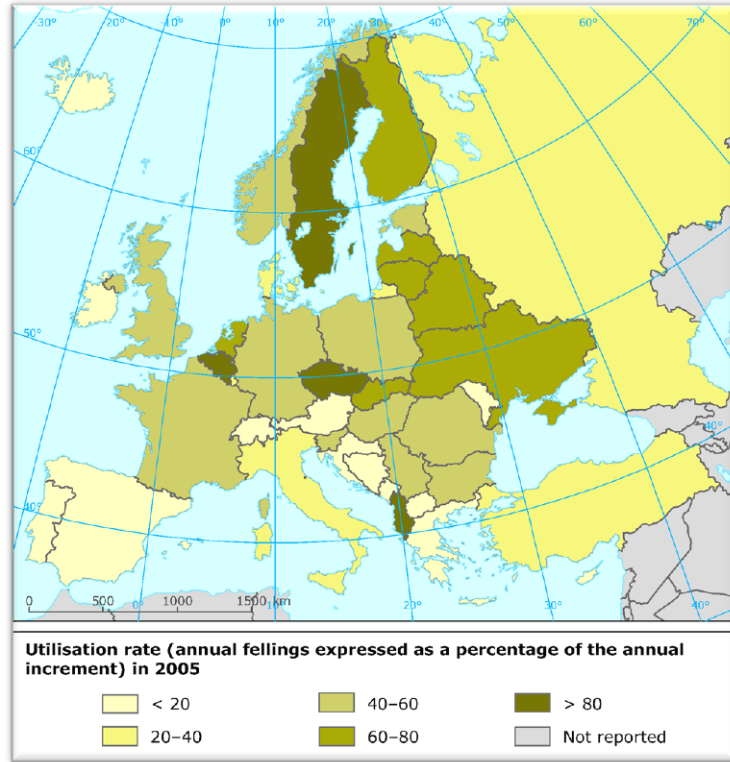 30° 20° 10° 0° 10° 20° 30° 40° 50° 60° 70°
60°
50°
50°
40°
40°
0 500 1000 1500 km
0° 10° 20° 30° 40°
Utilisation rate (annual fellings expressed as a percentage of the annual
increment) in 2005
< 20 40–60 > 80
20–40 60–80 Not reported